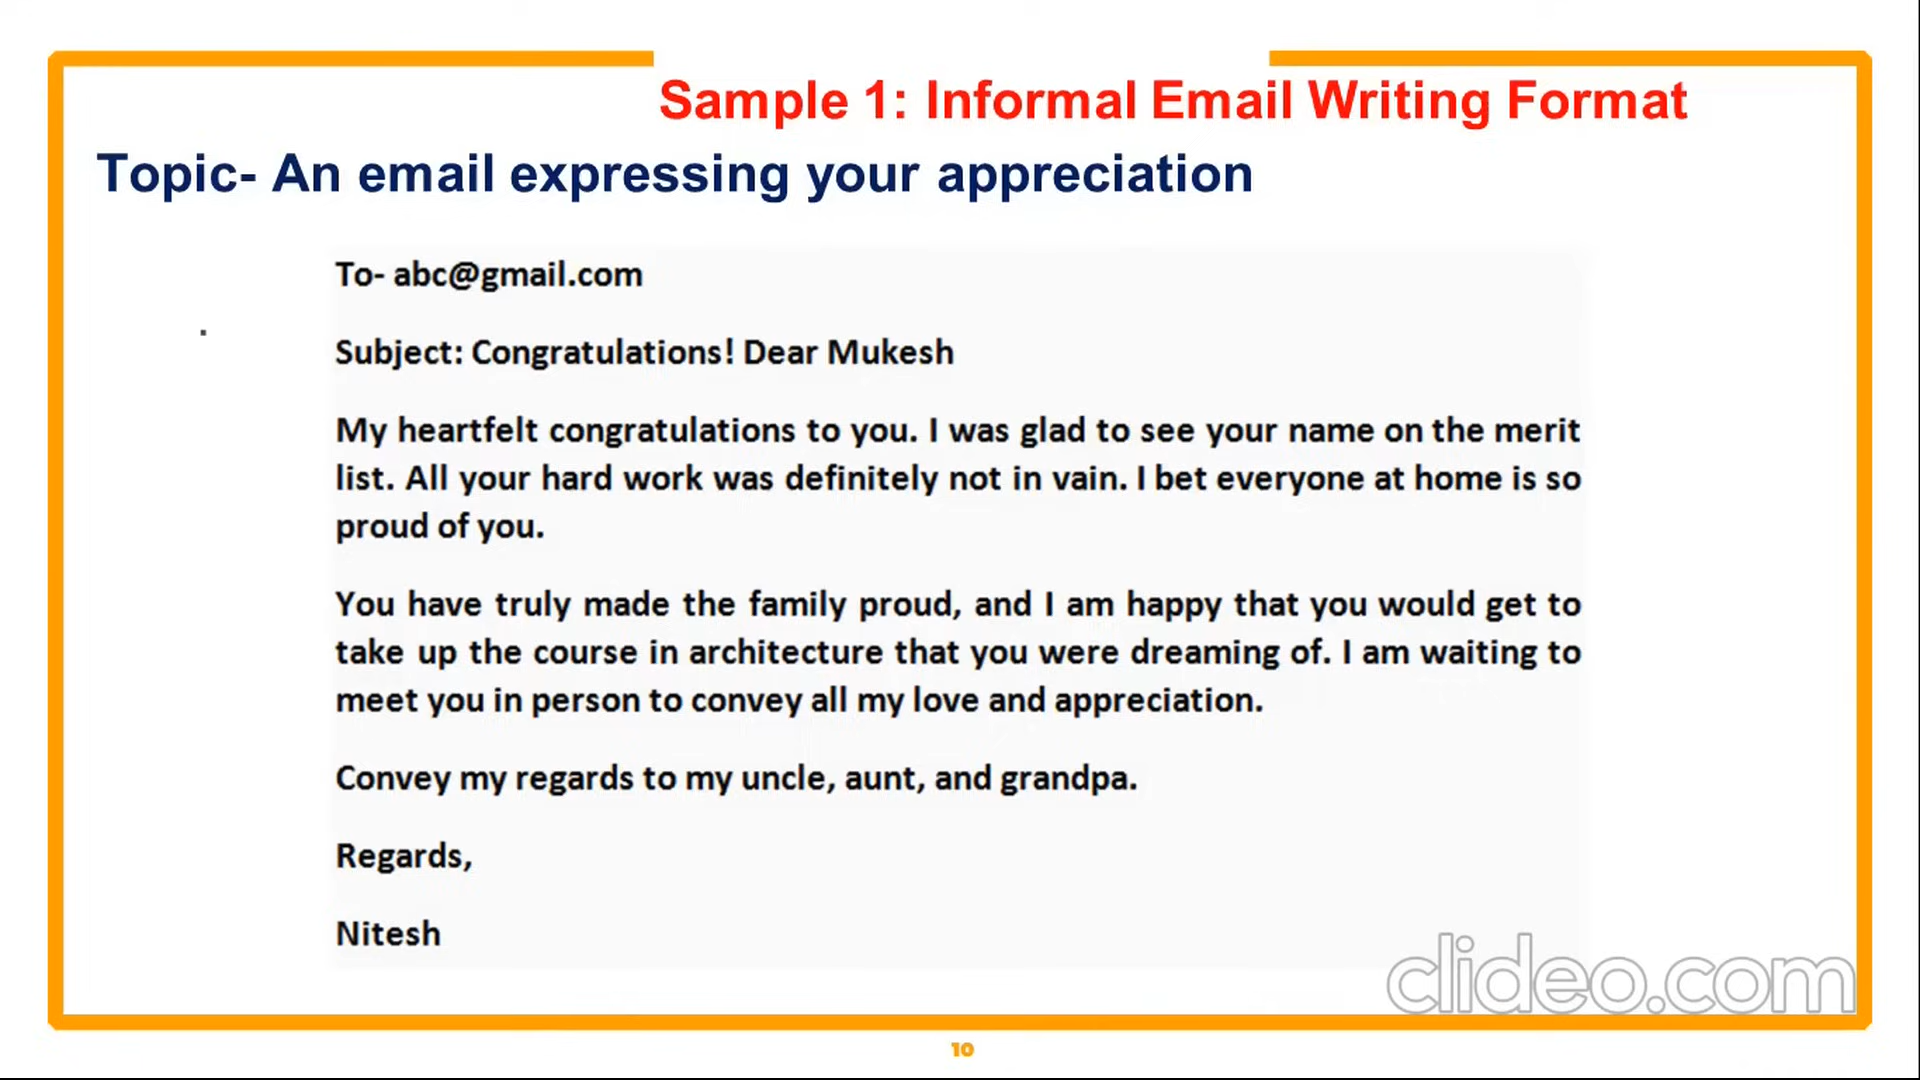 Sample 1: Informal Email Writing Format
Topic- An email expressing your appreciation
To- abc@gmail.com
Subject: Congratulations! Dear Mukesh
My heartfelt congratulations to you. I was glad to see your name on the merit
list. All your hard work was definitely not in vain. I bet everyone at home is so
proud of you.
You have truly made the family proud, and I am happy that you would get to
take up the course in architecture that you were dreaming of. I am waiting to
meet you in person to convey all my love and appreciation.
Convey my regards to my uncle, aunt, and grandpa.
Regards,
Nitesh
clideo.com
10